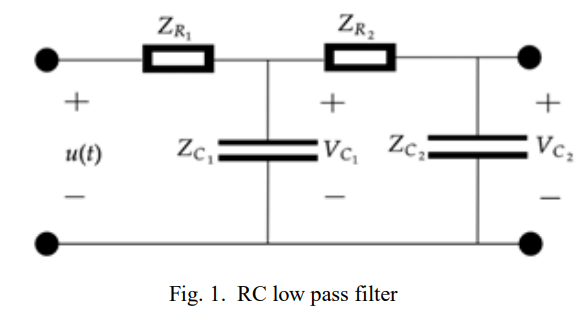 Z_{R_1} Z_{R_2}
+ + +
u(t) Z_{C_1} V_{C_1} Z_{C_2} V_{C_2}
− − −
Fig. 1. RC low pass filter